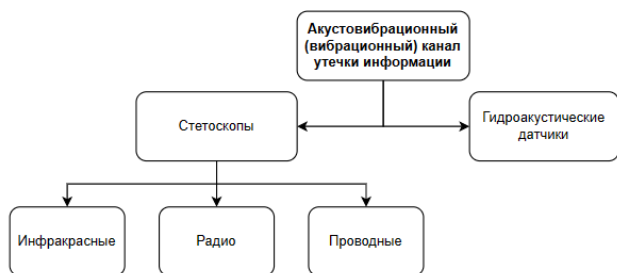 Акустовибрационный
(вибрационный) канал
утечки информации
Стетоскопы
Гидроакустические
датчики
Инфракрасные
Радио
Проводные